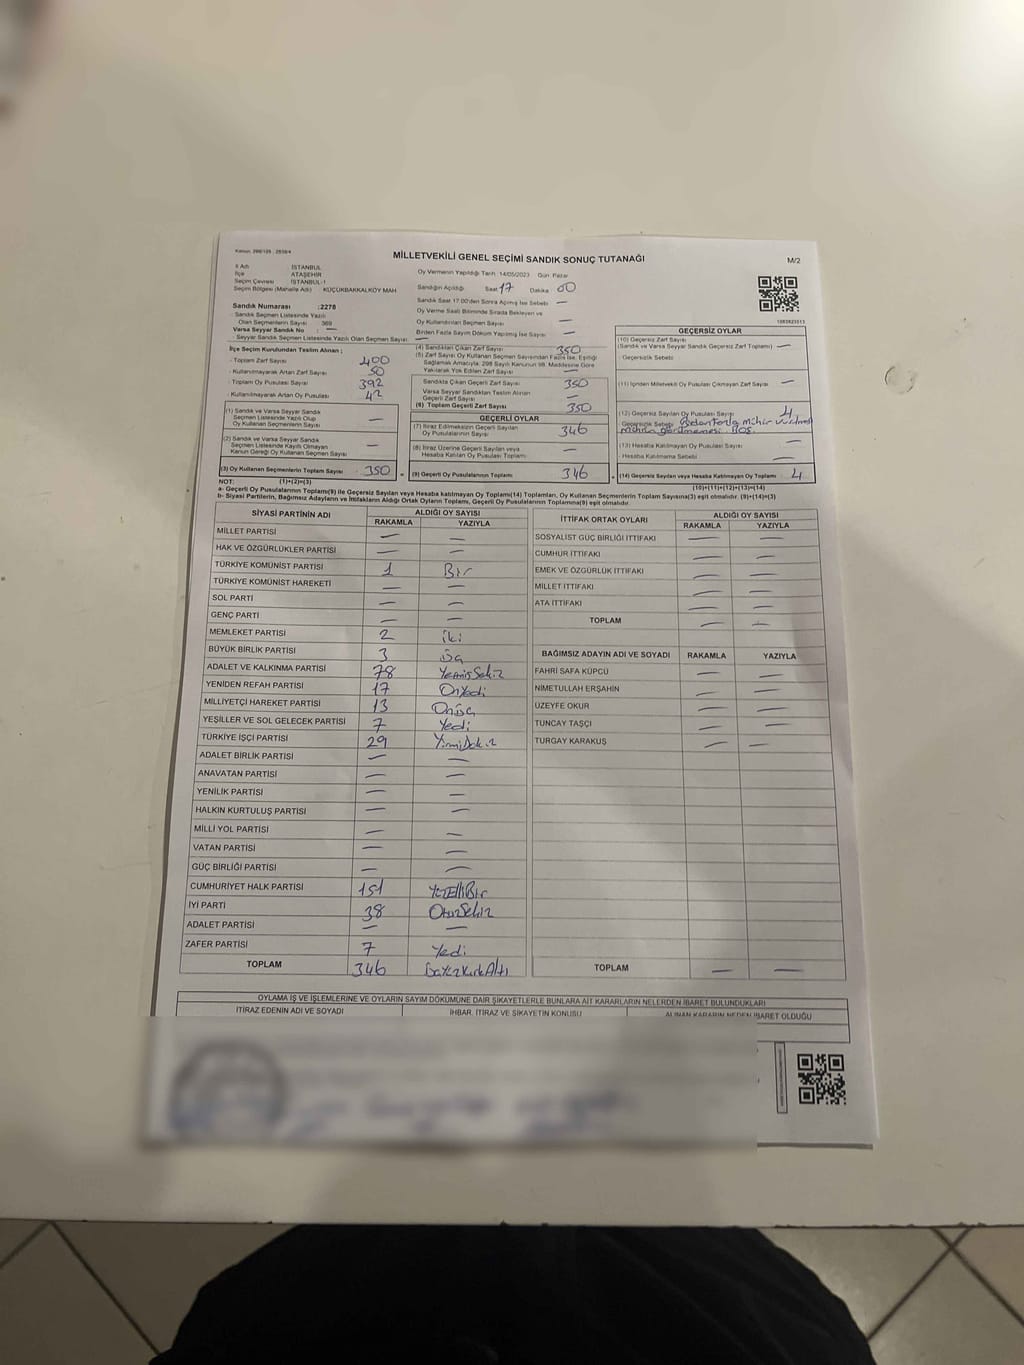 MİLLETVEKİLİ GENEL SEÇİMİ SANDIK SONUÇ TUTANAĞI
M/2
İl Adı İSTANBUL
İlçe ATAŞEHİR
Seçim Çevresi İSTANBUL-1
Seçim Bölgesi (Mahalle Adı) KÜÇÜKBAKKALKÖY MAH
Oy Vermenin Yapıldığı Tarih: 14/05/2023 Gün: Pazar
Sandığın Açıldığı Saat 17 Dakika 00
Sandık Saat 17.00'den Sonra Açılmış İse Sebebi —
Oy Verme Saati Bitiminde Sırada Bekleyen ve
Oy Kullandırılan Seçmen Sayısı —
Birden Fazla Sayım Döküm Yapılmış İse Sayısı —
Sandık Numarası :2278
Sandık Seçmen Listesinde Yazılı
Olan Seçmenlerin Sayısı 369
Varsa Seyyar Sandık No : —
Seyyar Sandık Seçmen Listesinde Yazılı Olan Seçmen Sayısı: —
İlçe Seçim Kurulundan Teslim Alınan ;
- Toplam Zarf Sayısı 400
- Kullanılmayarak Artan Zarf Sayısı 50
- Toplam Oy Pusulası Sayısı 392
- Kullanılmayarak Artan Oy Pusulası 42
(1) Sandık ve Varsa Seyyar Sandık
Seçmen Listesinde Yazılı Olup
Oy Kullanan Seçmenlerin Sayısı —
(2) Sandık ve Varsa Seyyar Sandık
Seçmen Listesinde Kayıtlı Olmayan
Kanun Gereği Oy Kullanan Seçmen Sayısı —
(3) Oy Kullanan Seçmenlerin Toplam Sayısı 350
(1)+(2)=(3)
(4) Sandıktan Çıkan Zarf Sayısı 350
(5) Zarf Sayısı Oy Kullanan Seçmen Sayısından Fazla İse, Eşitliği
Sağlamak Amacıyla, 298 Sayılı Kanunun 98. Maddesine Göre
Yakılarak Yok Edilen Zarf Sayısı —
Sandıkta Çıkan Geçerli Zarf Sayısı 350
Varsa Seyyar Sandıktan Teslim Alınan
Geçerli Zarf Sayısı —
(6) Toplam Geçerli Zarf Sayısı 350
GEÇERLİ OYLAR
(7) İtiraz Edilmeksizin Geçerli Sayılan
Oy Pusulalarının Sayısı 346
(8) İtiraz Üzerine Geçerli Sayılan veya
Hesaba Katılan Oy Pusulası Toplamı —
(9) Geçerli Oy Pusulalarının Toplamı 346
GEÇERSİZ OYLAR
(10) Geçersiz Zarf Sayısı
(Sandık ve Varsa Seyyar Sandık Geçersiz Zarf Toplamı) —
- Geçersizlik Sebebi
(11) İçinden Milletvekili Oy Pusulası Çıkmayan Zarf Sayısı —
(12) Geçersiz Sayılan Oy Pusulası Sayısı 4
- Geçersizlik Sebebi mühür
(13) Hesaba Katılmayan Oy Pusulası Sayısı —
- Hesaba Katılmama Sebebi —
(14) Geçersiz Sayılan veya Hesaba Katılmayan Oy Toplamı 4
(10)+(11)+(12)+(13)=(14)
NOT:
a- Geçerli Oy Pusulalarının Toplamı(9) ile Geçersiz Sayılan veya Hesaba katılmayan Oy Toplamı(14) Toplamları, Oy Kullanan Seçmenlerin Toplam Sayısına(3) eşit olmalıdır. (9)+(14)=(3)
b- Siyasi Partilerin, Bağımsız Adayların ve İttifakların Aldığı Ortak Oyların Toplamı, Geçerli Oy Pusulalarının Toplamına(9) eşit olmalıdır.
SİYASİ PARTİNİN ADI ALDIĞI OY SAYISI
RAKAMLA YAZIYLA
MİLLET PARTİSİ — —
HAK VE ÖZGÜRLÜKLER PARTİSİ — —
TÜRKİYE KOMÜNİST PARTİSİ 1 Bir
TÜRKİYE KOMÜNİST HAREKETİ — —
SOL PARTİ — —
GENÇ PARTİ — —
MEMLEKET PARTİSİ 2 iki
BÜYÜK BİRLİK PARTİSİ 3 üç
ADALET VE KALKINMA PARTİSİ 78 YetmişSekiz
YENİDEN REFAH PARTİSİ 17 OnYedi
MİLLİYETÇİ HAREKET PARTİSİ 13 Onüç
YEŞİLLER VE SOL GELECEK PARTİSİ 7 Yedi
TÜRKİYE İŞÇİ PARTİSİ 29 YirmiDokuz
ADALET BİRLİK PARTİSİ — —
ANAVATAN PARTİSİ — —
YENİLİK PARTİSİ — —
HALKIN KURTULUŞ PARTİSİ — —
MİLLİ YOL PARTİSİ — —
VATAN PARTİSİ — —
GÜÇ BİRLİĞİ PARTİSİ — —
CUMHURİYET HALK PARTİSİ 151 YüzElliBir
İYİ PARTİ 38 OtuzSekiz
ADALET PARTİSİ — —
ZAFER PARTİSİ 7 Yedi
TOPLAM 346 üçYüzKırkAltı
İTTİFAK ORTAK OYLARI ALDIĞI OY SAYISI
RAKAMLA YAZIYLA
SOSYALİST GÜÇ BİRLİĞİ İTTİFAKI — —
CUMHUR İTTİFAKI — —
EMEK VE ÖZGÜRLÜK İTTİFAKI — —
MİLLET İTTİFAKI — —
ATA İTTİFAKI — —
TOPLAM — —
BAĞIMSIZ ADAYIN ADI VE SOYADI RAKAMLA YAZIYLA
FAHRİ SAFA KÜPCÜ — —
NİMETULLAH ERŞAHİN — —
ÜZEYFE OKUR — —
TUNCAY TAŞÇI — —
TURGAY KARAKUŞ — —
TOPLAM — —
OYLAMA İŞ VE İŞLEMLERİNE VE OYLARIN SAYIM DÖKÜMÜNE DAİR ŞİKAYETLERLE BUNLARA AİT KARARLARIN NELERDEN İBARET BULUNDUKLARI
İTİRAZ EDENİN ADI VE SOYADI İHBAR, İTİRAZ VE ŞİKAYETİN KONUSU ALINAN KARARIN NEDEN İBARET OLDUĞU